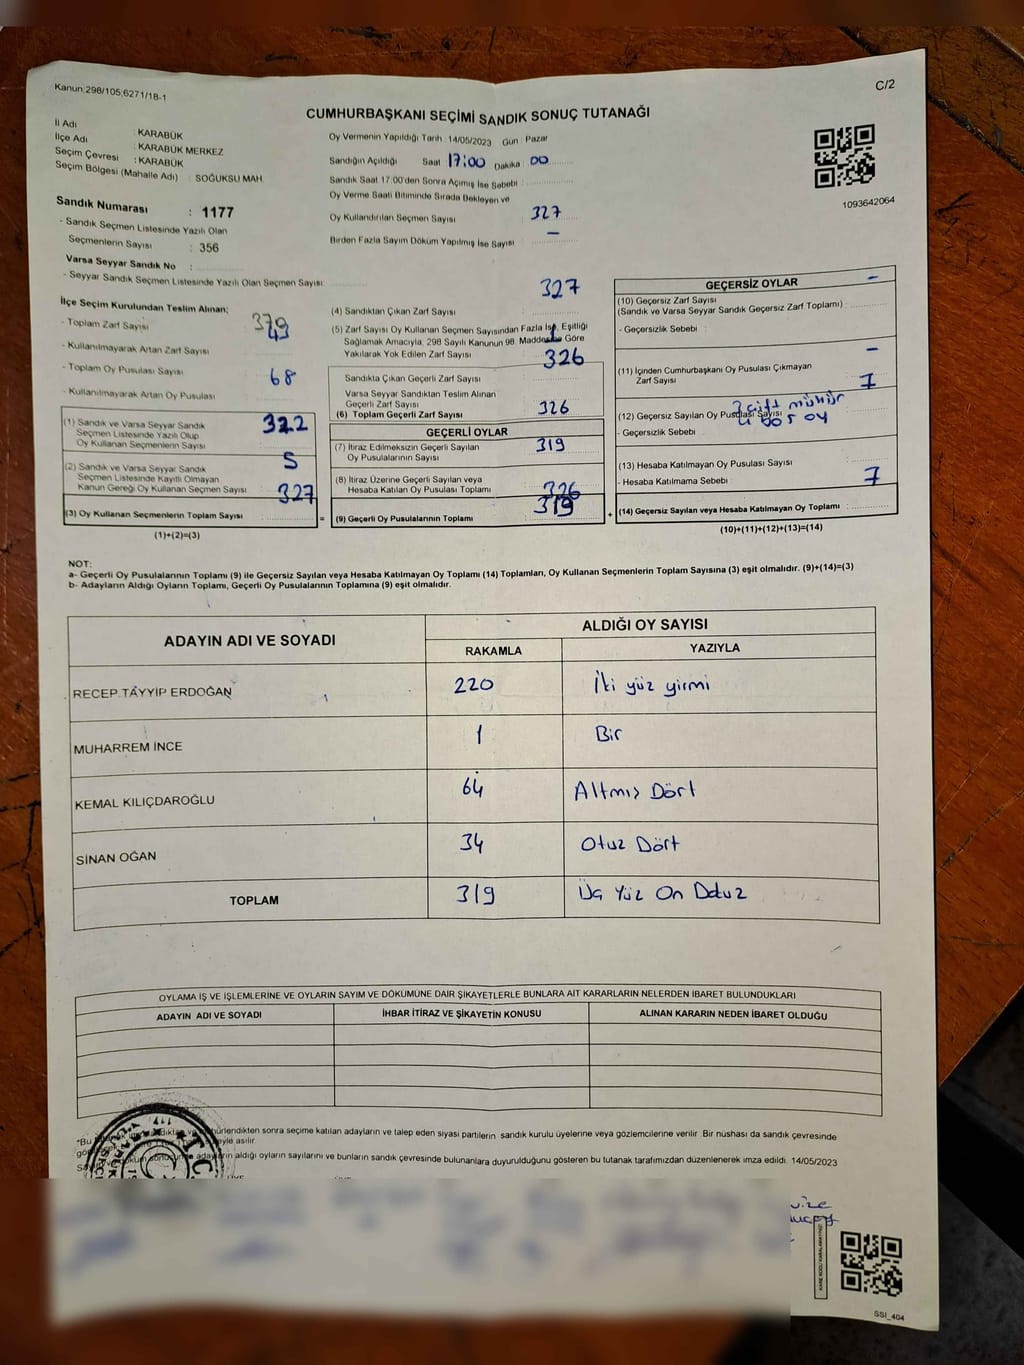 Kanun;298/105;6271/18-1
C/2
CUMHURBAŞKANI SEÇİMİ SANDIK SONUÇ TUTANAĞI
İl Adı : KARABÜK
İlçe Adı : KARABÜK MERKEZ
Seçim Çevresi : KARABÜK
Seçim Bölgesi (Mahalle Adı) : SOĞUKSU MAH.
Sandık Numarası : 1177
- Sandık Seçmen Listesinde Yazılı Olan
Seçmenlerin Sayısı : 356
Varsa Seyyar Sandık No :
- Seyyar Sandık Seçmen Listesinde Yazılı Olan Seçmen Sayısı:
Oy Vermenin Yapıldığı Tarih 14/05/2023 Gün Pazar
Sandığın Açıldığı Saat 17:00 Dakika 00
Sandık Saat 17:00'den Sonra Açımış İse Sebebi :
Oy Verme Saati Bitiminde Sırada Bekleyen ve
Oy Kullandırılan Seçmen Sayısı 327
Birden Fazla Sayım Döküm Yapılmış İse Sayısı : -
1093642064
İlçe Seçim Kurulundan Teslim Alınan;
- Toplam Zarf Sayısı
- Kullanılmayarak Artan Zarf Sayısı 43
- Toplam Oy Pusulası Sayısı
- Kullanılmayarak Artan Oy Pusulası 68
(1) Sandık ve Varsa Seyyar Sandık
Seçmen Listesinde Yazılı Olup
Oy Kullanan Seçmenlerin Sayısı 322
(2) Sandık ve Varsa Seyyar Sandık
Seçmen Listesinde Kayıtlı Olmayan
Kanun Gereği Oy Kullanan Seçmen Sayısı 5
327
(3) Oy Kullanan Seçmenlerin Toplam Sayısı =
(1)+(2)=(3)
327
(4) Sandıktan Çıkan Zarf Sayısı
(5) Zarf Sayısı Oy Kullanan Seçmen Sayısından Fazla İse, Eşitliği
Sağlamak Amacıyla, 298 Sayılı Kanunun 98. Maddesine Göre
Yakılarak Yok Edilen Zarf Sayısı 1
326
Sandıkta Çıkan Geçerli Zarf Sayısı
Varsa Seyyar Sandıktan Teslim Alınan
Geçerli Zarf Sayısı
(6) Toplam Geçerli Zarf Sayısı 326
GEÇERLİ OYLAR
(7) İtiraz Edilmeksizin Geçerli Sayılan
Oy Pusulalarının Sayısı 319
(8) İtiraz Üzerine Geçerli Sayılan veya
Hesaba Katılan Oy Pusulası Toplamı
326
(9) Geçerli Oy Pusulalarının Toplamı 319 +
GEÇERSİZ OYLAR
(10) Geçersiz Zarf Sayısı -
(Sandık ve Varsa Seyyar Sandık Geçersiz Zarf Toplamı)
- Geçersizlik Sebebi :
(11) İçinden Cumhurbaşkanı Oy Pusulası Çıkmayan
Zarf Sayısı -
7
(12) Geçersiz Sayılan Oy Pusulası Sayısı
- Geçersizlik Sebebi çift mühür
boş oy
(13) Hesaba Katılmayan Oy Pusulası Sayısı
- Hesaba Katılmama Sebebi :
7
(14) Geçersiz Sayılan veya Hesaba Katılmayan Oy Toplamı :
(10)+(11)+(12)+(13)=(14)
NOT:
a- Geçerli Oy Pusulalarının Toplamı (9) ile Geçersiz Sayılan veya Hesaba Katılmayan Oy Toplamı (14) Toplamları, Oy Kullanan Seçmenlerin Toplam Sayısına (3) eşit olmalıdır. (9)+(14)=(3)
b- Adayların Aldığı Oyların Toplamı, Geçerli Oy Pusulalarının Toplamına (9) eşit olmalıdır.
ADAYIN ADI VE SOYADI
ALDIĞI OY SAYISI
RAKAMLA YAZIYLA
RECEP TAYYİP ERDOĞAN 220 İki yüz yirmi
MUHARREM İNCE 1 Bir
KEMAL KILIÇDAROĞLU 64 Altmış Dört
SİNAN OĞAN 34 Otuz Dört
TOPLAM 319 Üç Yüz On Dokuz
OYLAMA İŞ VE İŞLEMLERİNE VE OYLARIN SAYIM VE DÖKÜMÜNE DAİR ŞİKAYETLERLE BUNLARA AİT KARARLARIN NELERDEN İBARET BULUNDUKLARI
ADAYIN ADI VE SOYADI İHBAR İTİRAZ VE ŞİKAYETİN KONUSU ALINAN KARARIN NEDEN İBARET OLDUĞU
*Bu mühürlendikten sonra seçime katılan adayların ve talep eden siyasi partilerin sandık kurulu üyelerine veya gözlemcilerine verilir. Bir nüshası da sandık çevresinde
asılır.
adayların aldığı oyların sayılarını ve bunların sandık çevresinde bulunanlara duyurulduğunu gösteren bu tutanak tarafımızdan düzenlenerek imza edildi. 14/05/2023
SSİ_404